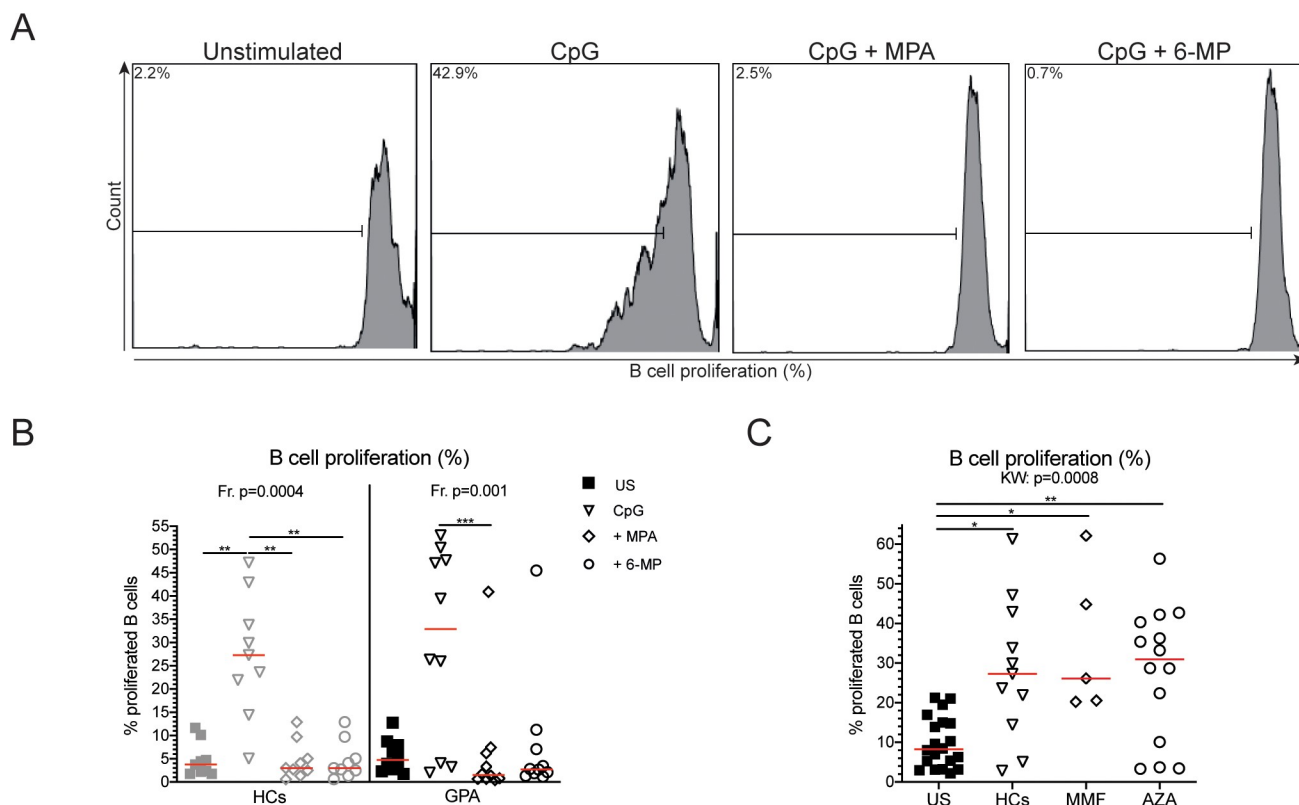 A
Unstimulated
CpG
CpG + MPA
CpG + 6-MP
2.2%
42.9%
2.5%
0.7%
Count
B cell proliferation (%)
B
B cell proliferation (%)
Fr. p=0.0004
Fr. p=0.001
US
CpG
+ MPA
+ 6-MP
**
***
** **
% proliferated B cells
55
50
45
40
35
30
25
20
15
10
5
0
HCs
GPA
C
B cell proliferation (%)
KW: p=0.0008
**
*
*
% proliferated B cells
60
50
40
30
20
10
0
US HCs MMF AZA